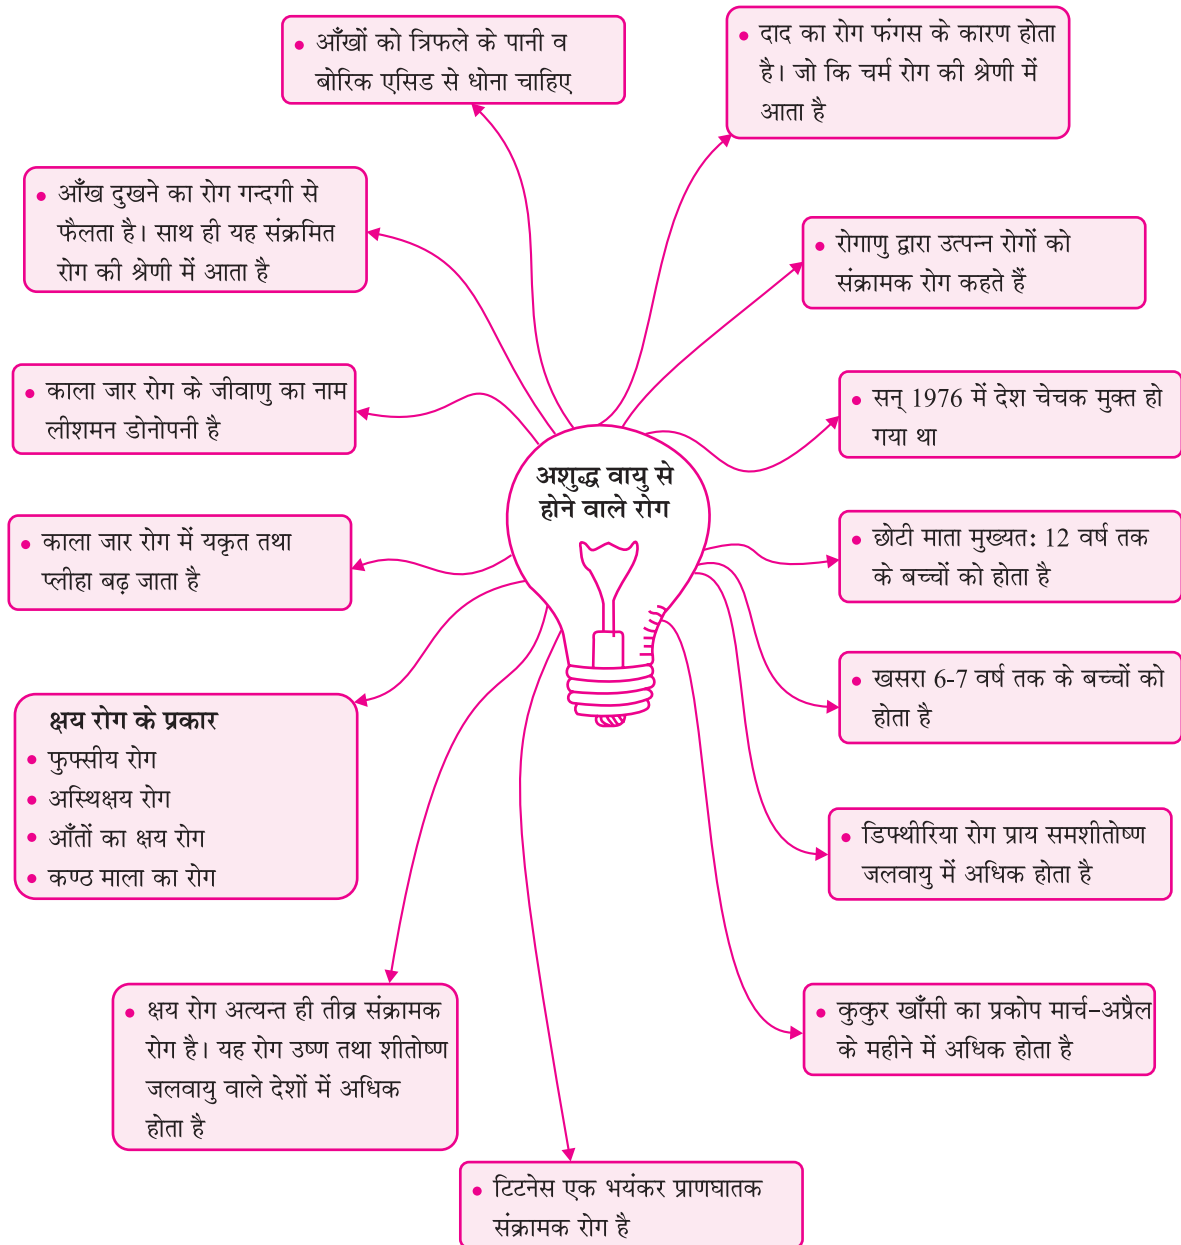 आँखों को त्रिफले के पानी व
बोरिक एसिड से धोना चाहिए
दाद का रोग फंगस के कारण होता
है। जो कि चर्म रोग की श्रेणी में
आता है
आँख दुखने का रोग गन्दगी से
फैलता है। साथ ही यह संक्रमित
रोग की श्रेणी में आता है
रोगाणु द्वारा उत्पन्न रोगों को
संक्रामक रोग कहते हैं
काला जार रोग के जीवाणु का नाम
लीशमन डोनोपनी है
सन् 1976 में देश चेचक मुक्त हो
गया था
अशुद्ध वायु से
होने वाले रोग
काला जार रोग में यकृत तथा
प्लीहा बढ़ जाता है
छोटी माता मुख्यत: 12 वर्ष तक
के बच्चों को होता है
खसरा 6-7 वर्ष तक के बच्चों को
होता है
क्षय रोग के प्रकार
फुफ्सीय रोग
अस्थिक्षय रोग
आँतों का क्षय रोग
कण्ठ माला का रोग
डिफ्थीरिया रोग प्राय समशीतोष्ण
जलवायु में अधिक होता है
क्षय रोग अत्यन्त ही तीव्र संक्रामक
रोग है। यह रोग उष्ण तथा शीतोष्ण
जलवायु वाले देशों में अधिक
होता है
कुकुर खाँसी का प्रकोप मार्च-अप्रैल
के महीने में अधिक होता है
टिटनेस एक भयंकर प्राणघातक
संक्रामक रोग है